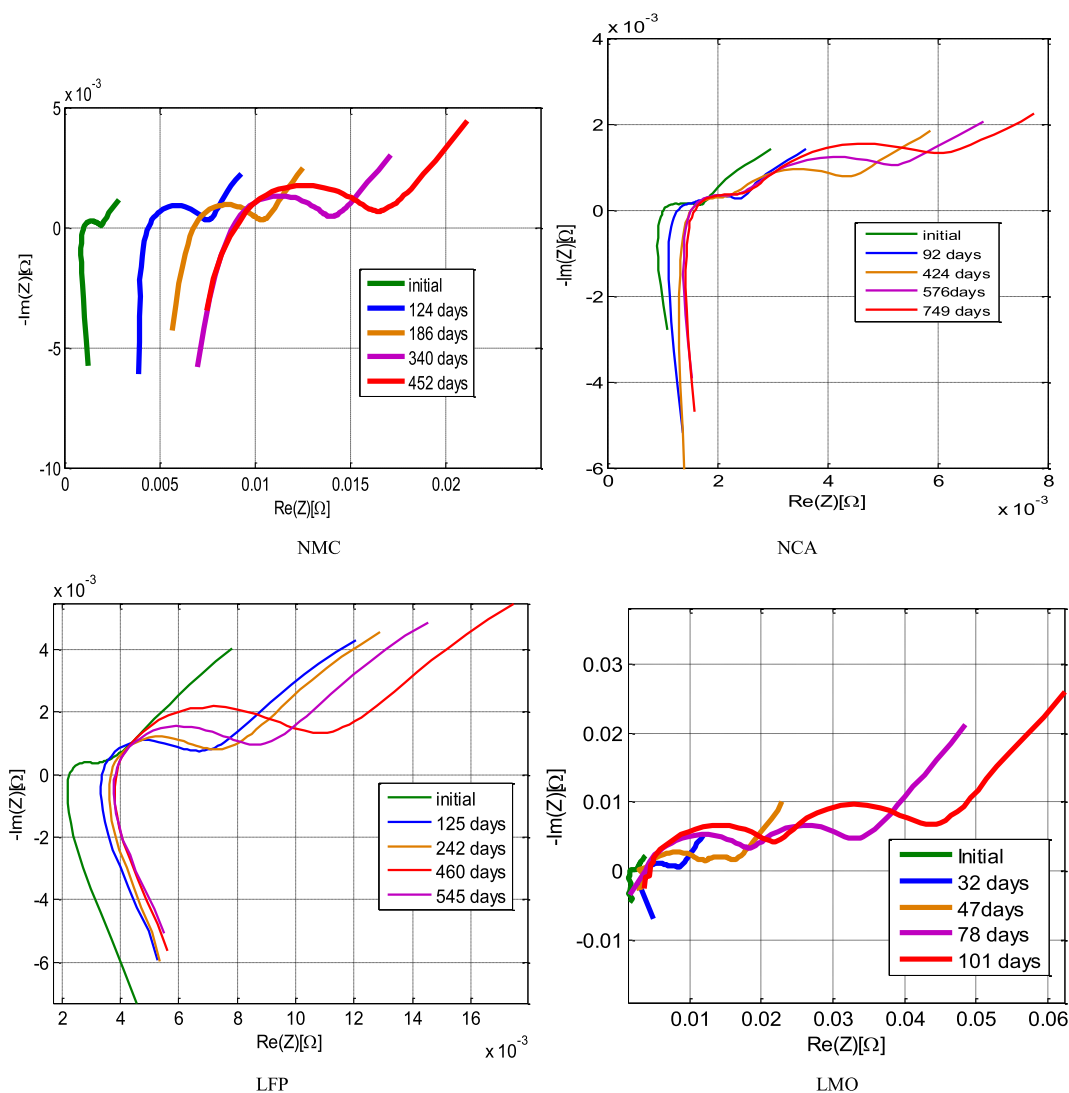 x 10⁻³
5
0
-5
-10
-Im(Z)[Ω]
0
0.005
0.01
0.015
0.02
Re(Z)[Ω]
initial
124 days
186 days
340 days
452 days
NMC
4
x 10⁻³
2
0
-2
-4
-6
-Im(Z)[Ω]
0
2
4
6
8
Re(Z)[Ω]
x 10⁻³
initial
92 days
424 days
576days
749 days
NCA
x 10⁻³
4
2
0
-2
-4
-6
-Im(Z)[Ω]
2
4
6
8
10
12
14
16
Re(Z)[Ω]
x 10⁻³
initial
125 days
242 days
460 days
545 days
LFP
0.03
0.02
0.01
0
-0.01
-Im(Z)[Ω]
0.01
0.02
0.03
0.04
0.05
0.06
Re(Z)[Ω]
Initial
32 days
47days
78 days
101 days
LMO